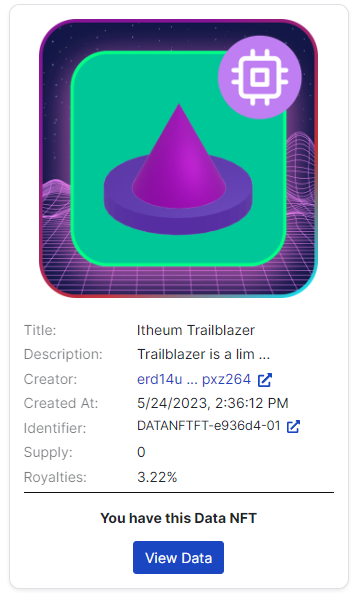 Title: Itheum Trailblazer
Description: Trailblazer is a lim ...
Creator: erd14u ... pxz264
Created At: 5/24/2023, 2:36:12 PM
Identifier: DATANFTFT-e936d4-01
Supply: 0
Royalties: 3.22%
You have this Data NFT
View Data